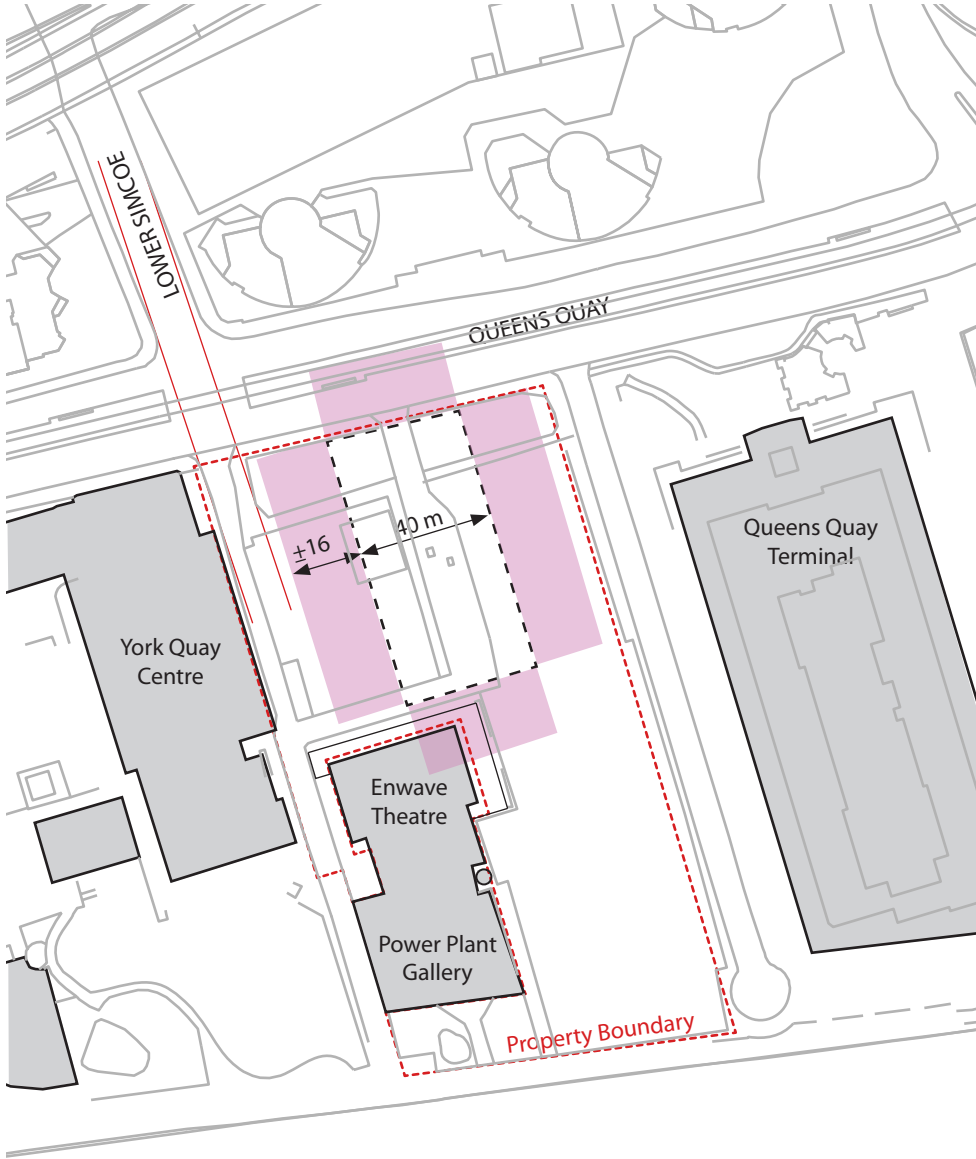 LOWER SIMCOE
QUEENS QUAY
40 m
±16
Queens Quay
Terminal
York Quay
Centre
Enwave
Theatre
Power Plant
Gallery
Property Boundary